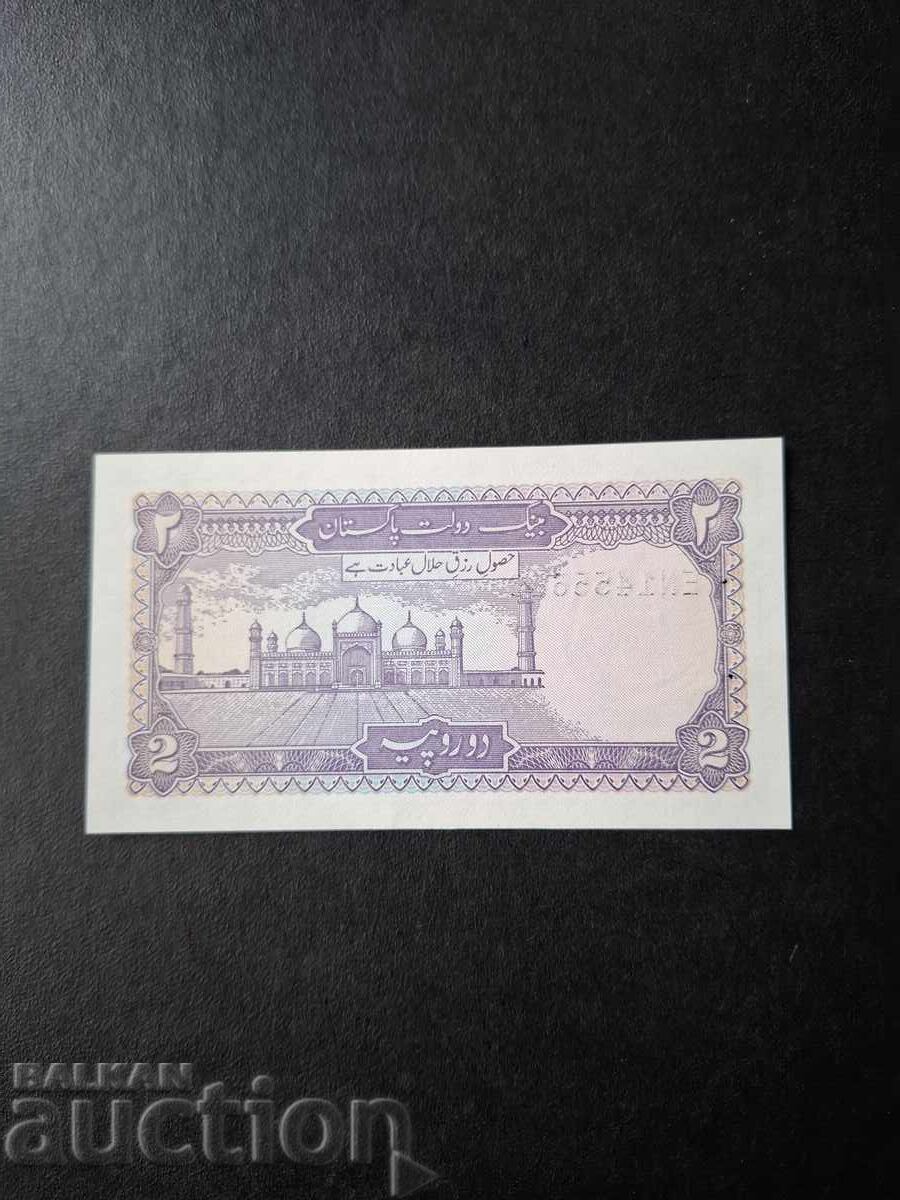 بینک دولت پاکستان
۲ ۲
حصول رزق حلال عبادت ہے
دو روپیہ
2 2
BALKAN
auction